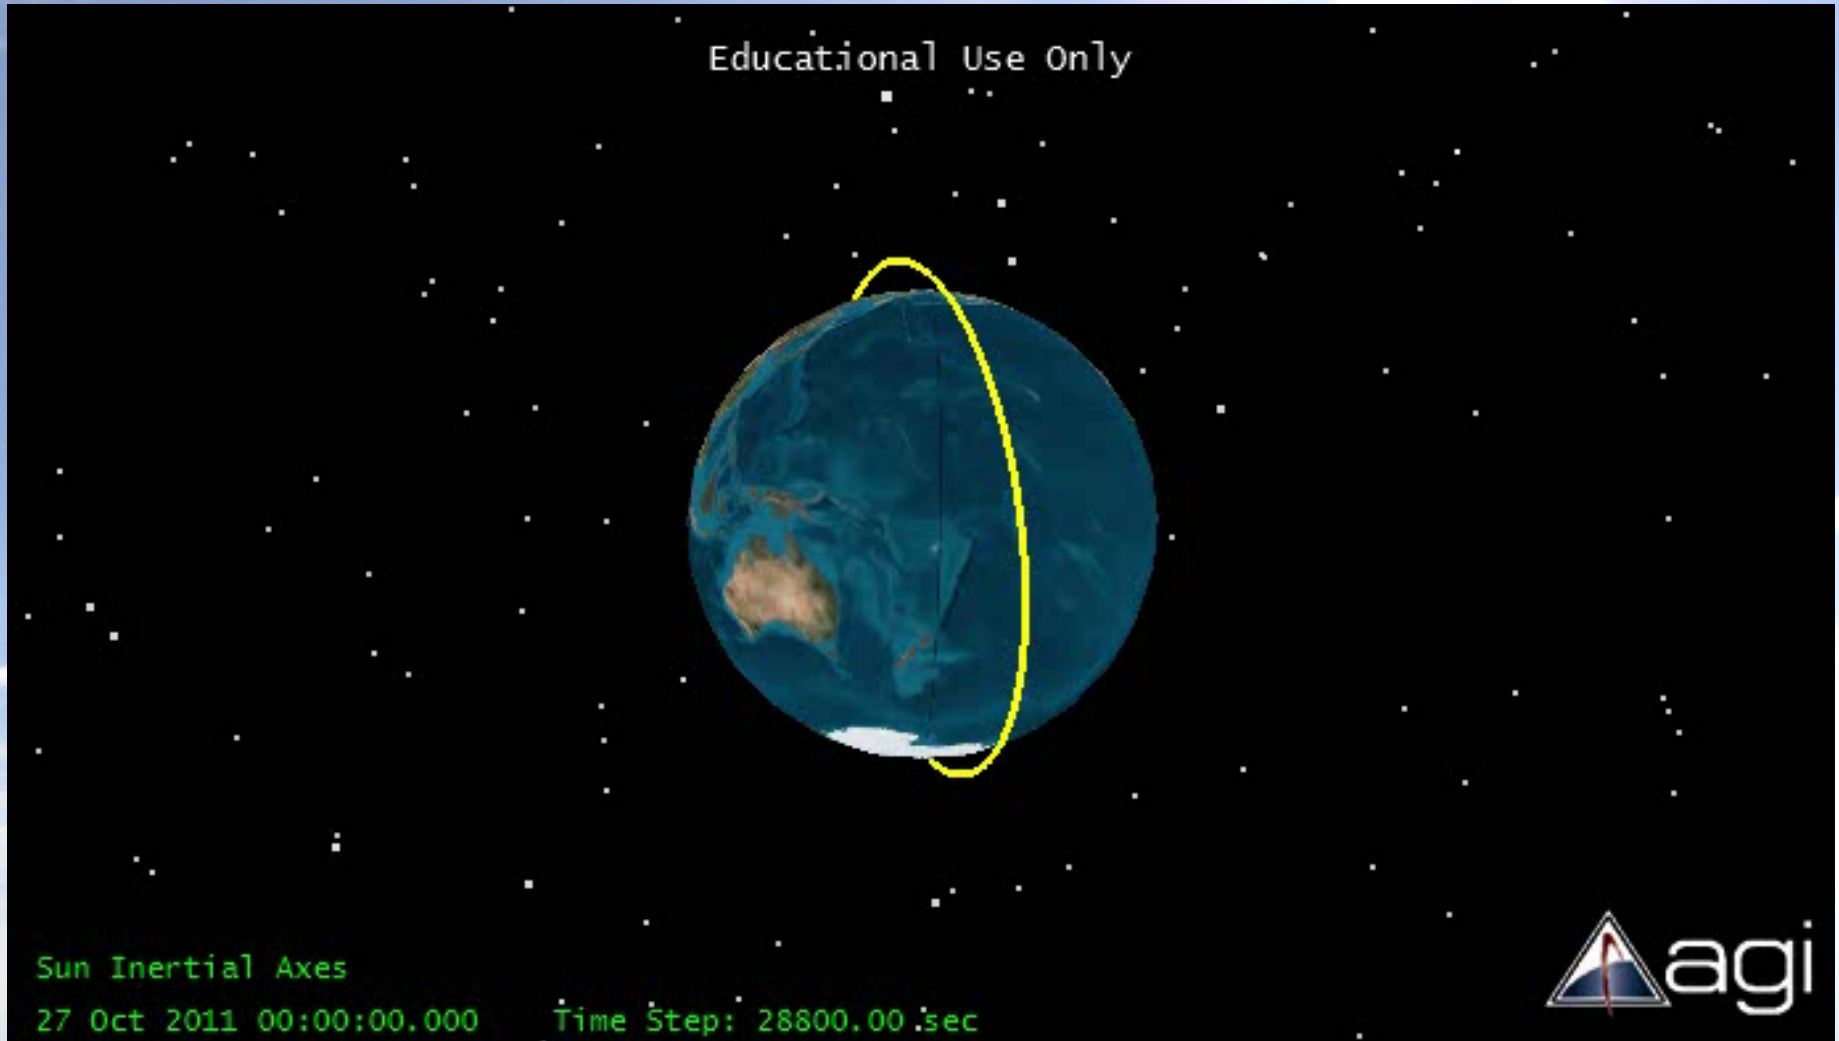 Educational Use Only
Sun Inertial Axes
27 Oct 2011 00:00:00.000 Time Step: 28800.00 sec
agi